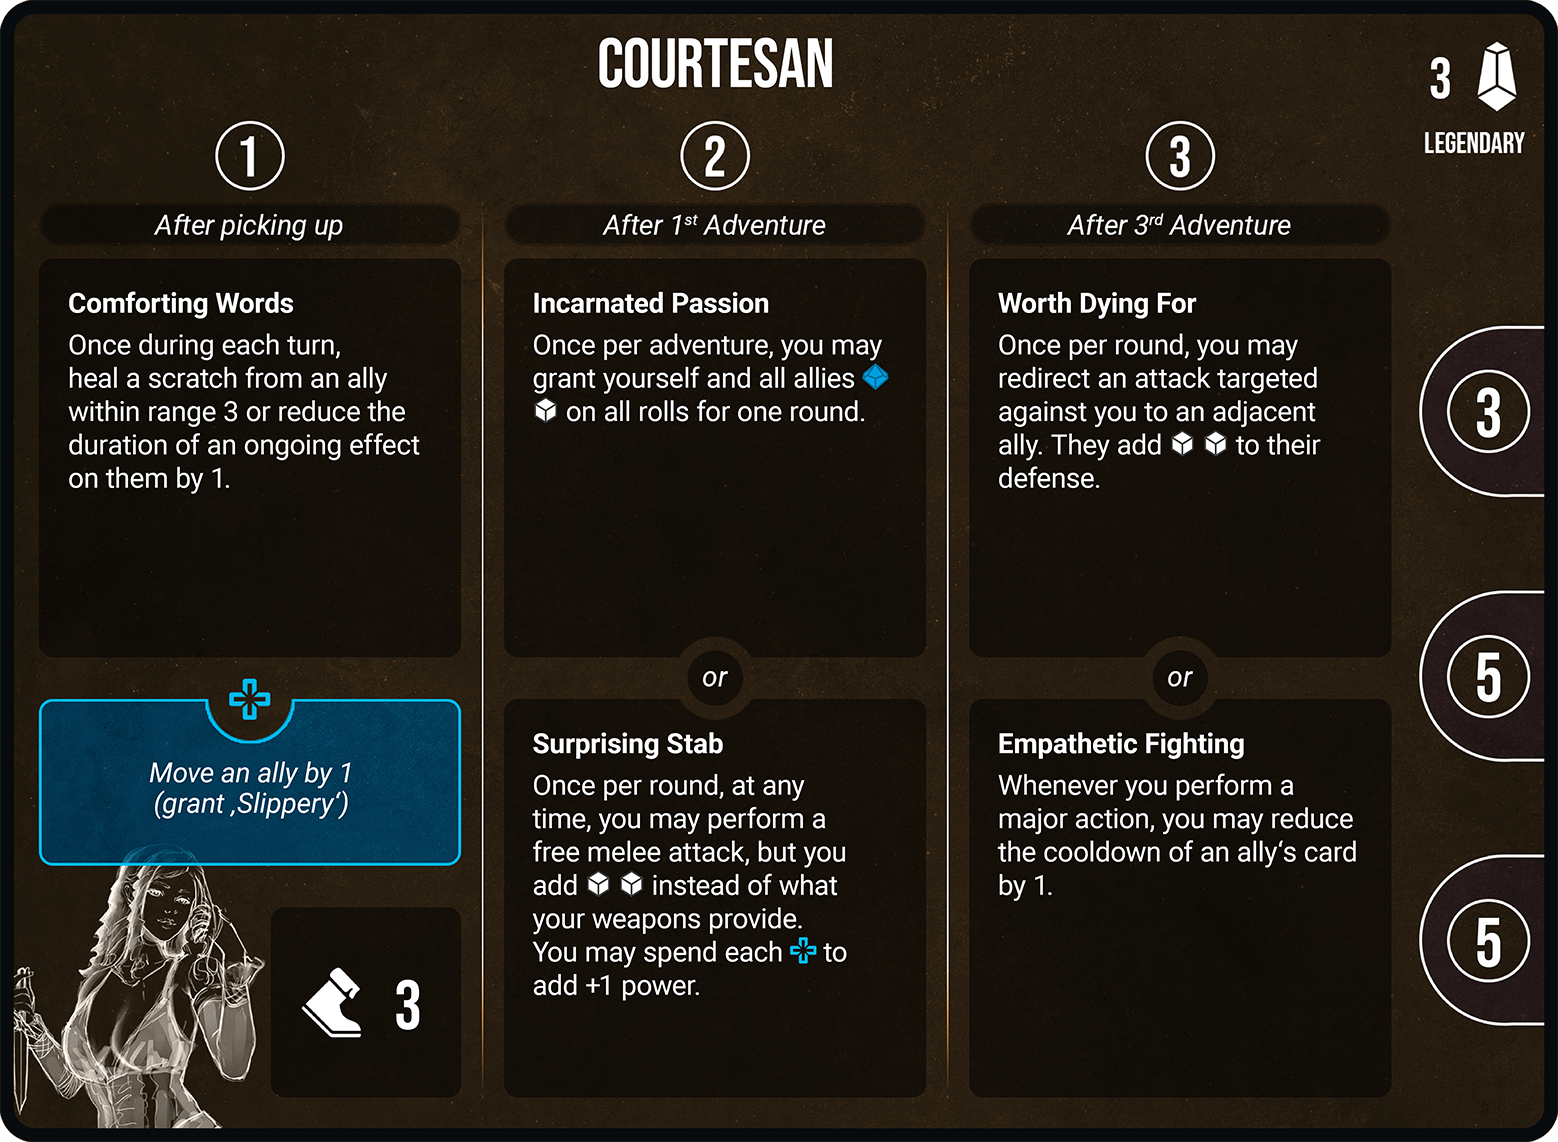 COURTESAN
3
LEGENDARY
1
After picking up
Comforting Words
Once during each turn,
heal a scratch from an ally
within range 3 or reduce the
duration of an ongoing effect
on them by 1.
Move an ally by 1
(grant ‚Slippery‘)
3
2
After 1st Adventure
Incarnated Passion
Once per adventure, you may
grant yourself and all allies
on all rolls for one round.
or
Surprising Stab
Once per round, at any
time, you may perform a
free melee attack, but you
add instead of what
your weapons provide.
You may spend each to
add +1 power.
3
After 3rd Adventure
Worth Dying For
Once per round, you may
redirect an attack targeted
against you to an adjacent
ally. They add to their
defense.
or
Empathetic Fighting
Whenever you perform a
major action, you may reduce
the cooldown of an ally‘s card
by 1.
3
5
5